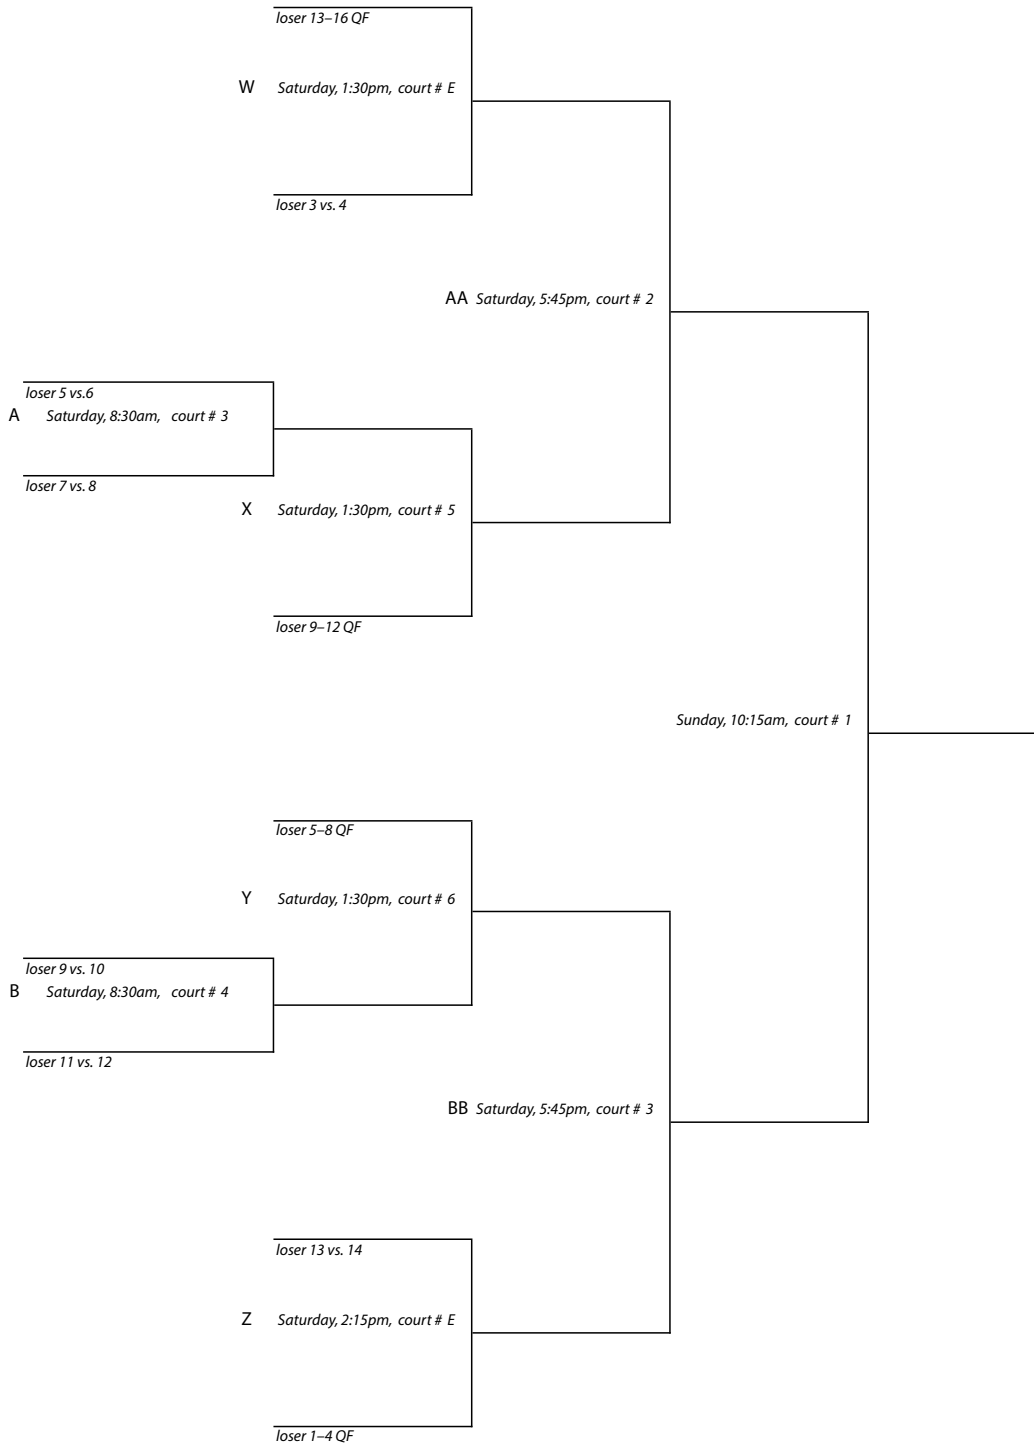 loser 13–16 QF
W Saturday, 1:30pm, court # E
loser 3 vs. 4
AA Saturday, 5:45pm, court # 2
loser 5 vs.6
A Saturday, 8:30am, court # 3
loser 7 vs. 8
X Saturday, 1:30pm, court # 5
loser 9–12 QF
Sunday, 10:15am, court # 1
loser 5–8 QF
Y Saturday, 1:30pm, court # 6
loser 9 vs. 10
B Saturday, 8:30am, court # 4
loser 11 vs. 12
BB Saturday, 5:45pm, court # 3
loser 13 vs. 14
Z Saturday, 2:15pm, court # E
loser 1–4 QF